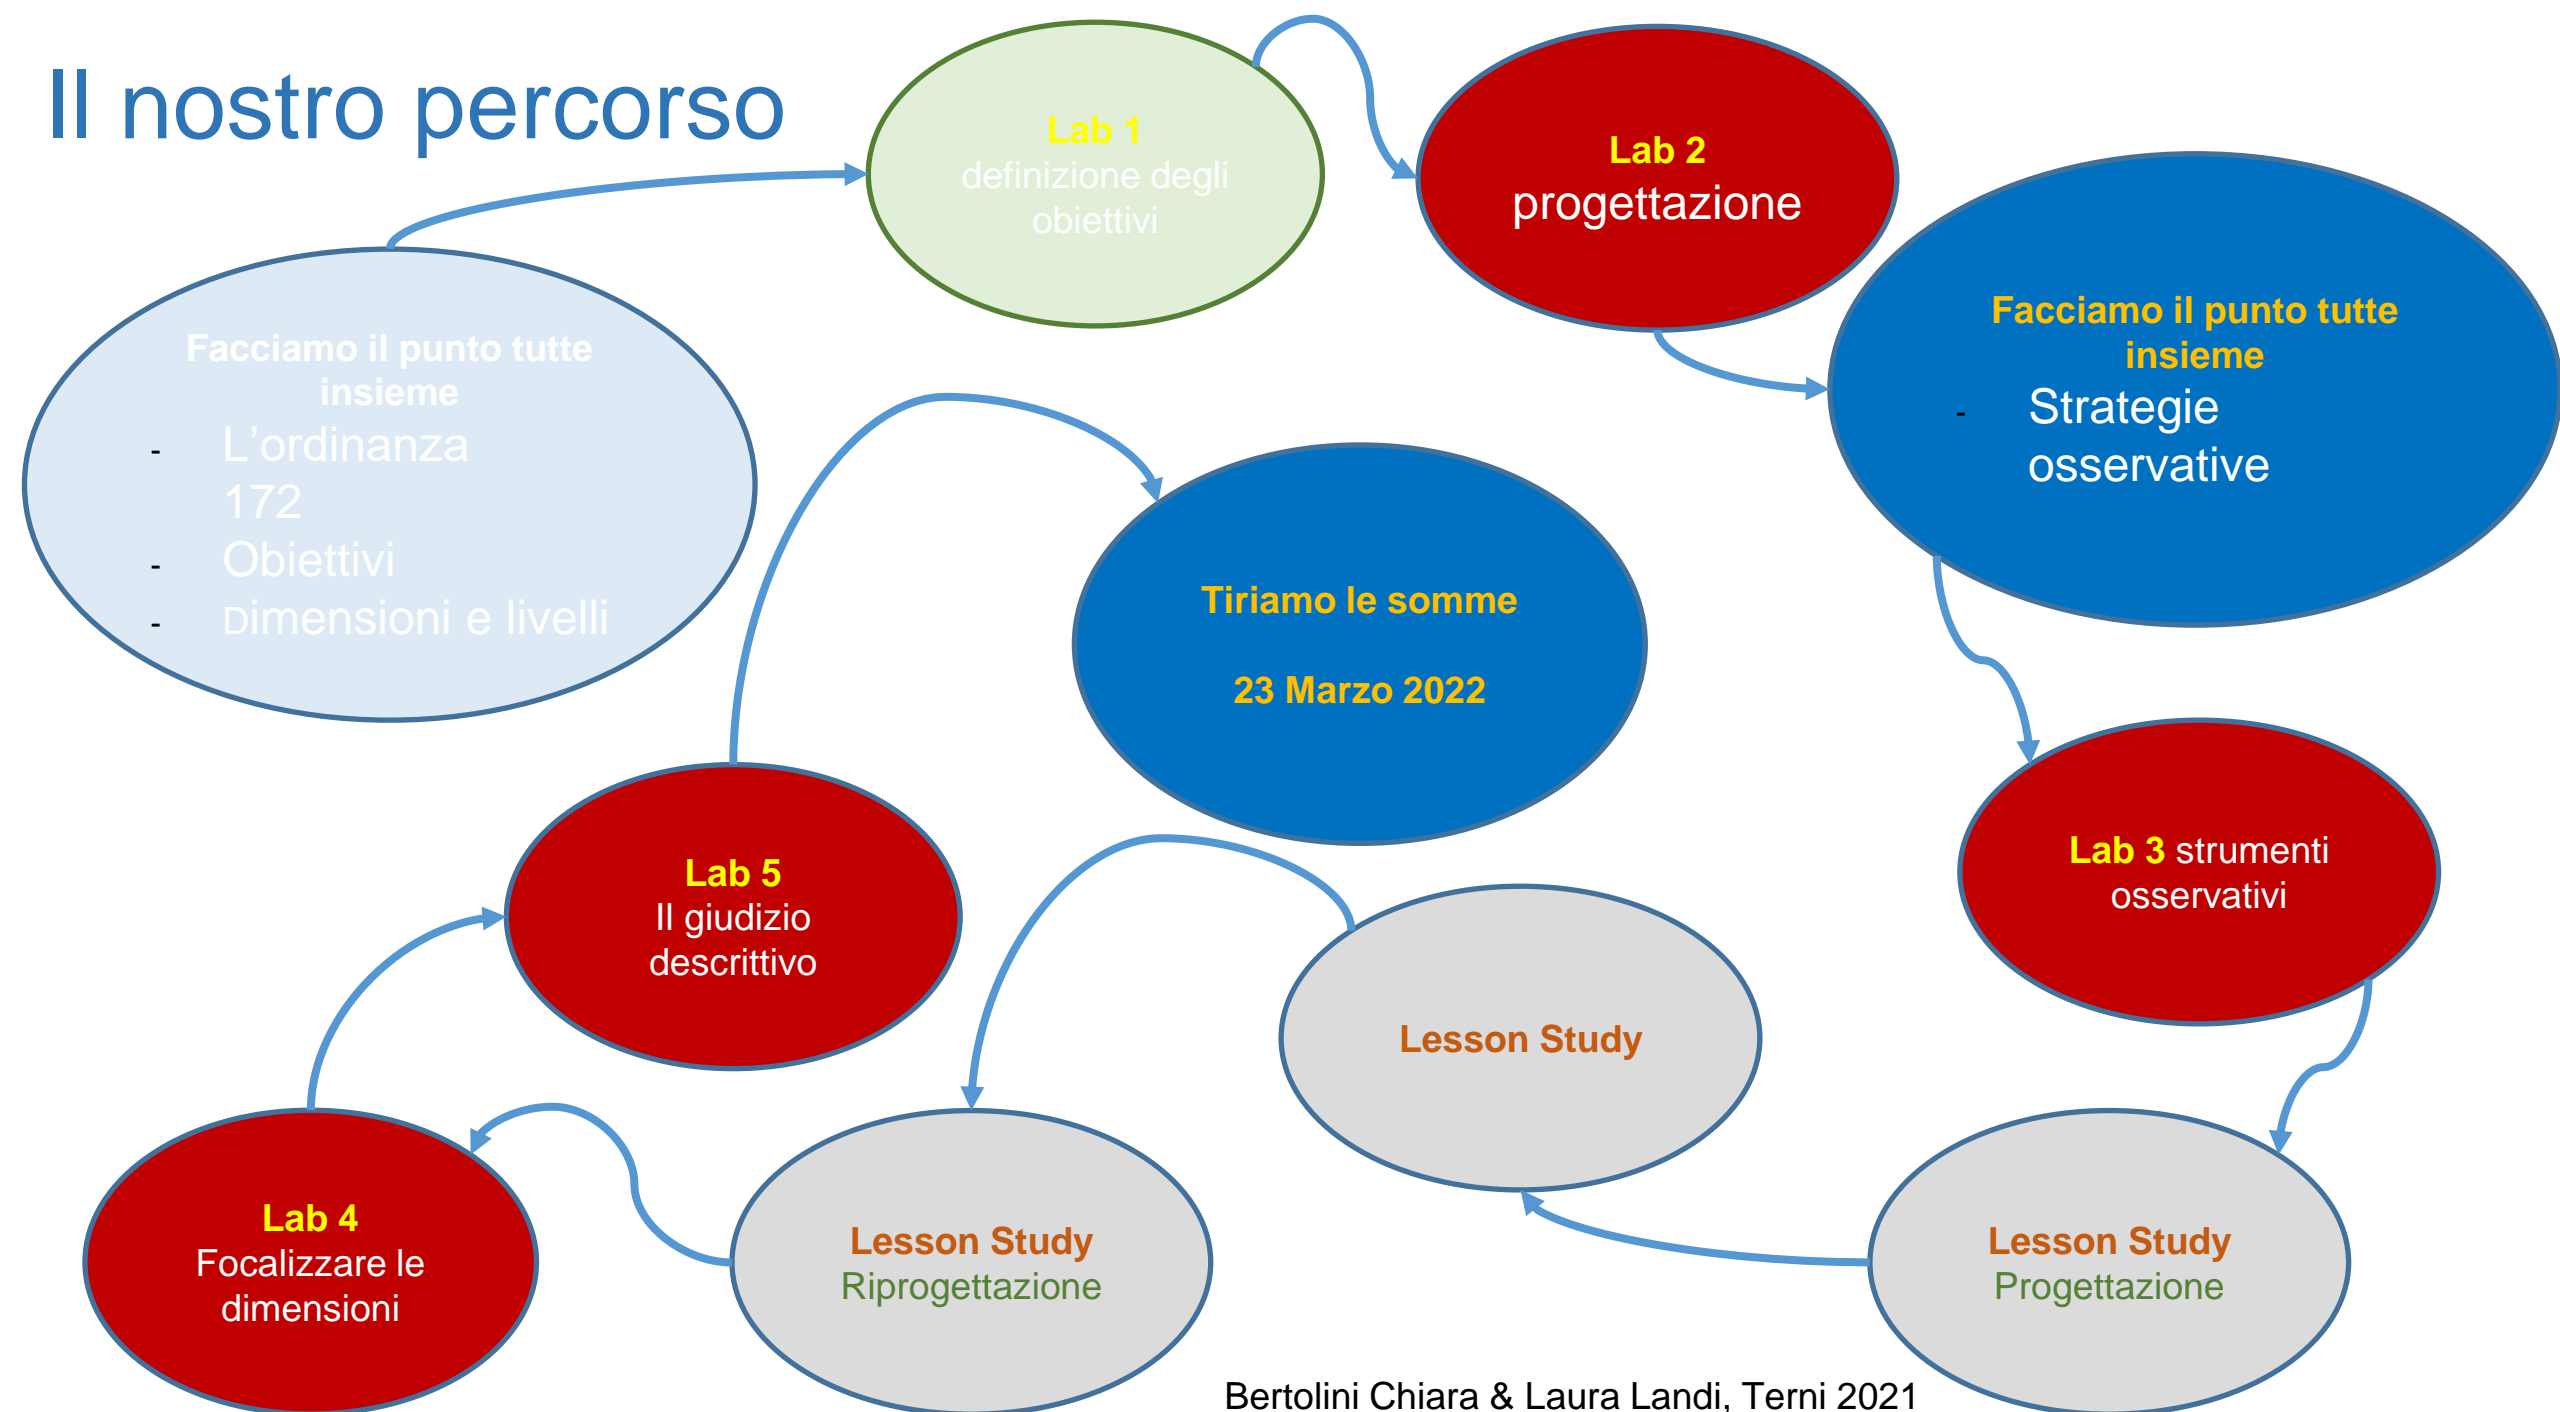 Il nostro percorso
Facciamo il punto tutte
insieme
- L’ordinanza
172
- Obiettivi
- Dimensioni e livelli
Lab 1
definizione degli
obiettivi
Lab 2
progettazione
Facciamo il punto tutte
insieme
- Strategie
osservative
Lab 3 strumenti
osservativi
Lesson Study
Progettazione
Lesson Study
Lesson Study
Riprogettazione
Lab 4
Focalizzare le
dimensioni
Lab 5
Il giudizio
descrittivo
Tiriamo le somme
23 Marzo 2022
Bertolini Chiara & Laura Landi, Terni 2021